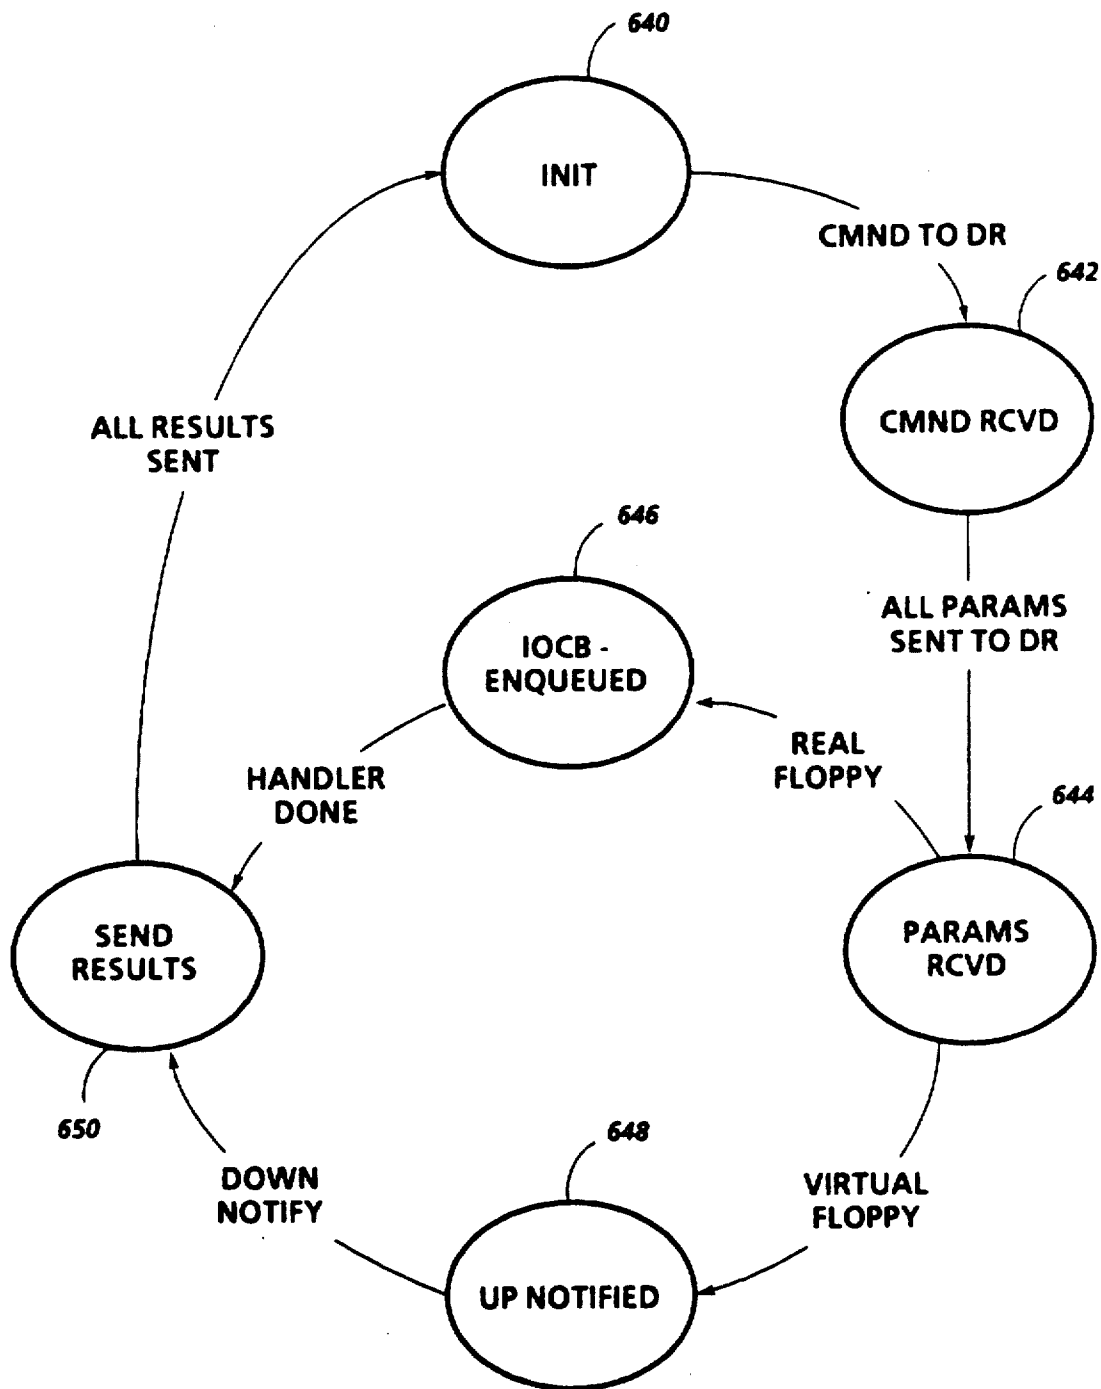 640
INIT
CMND TO DR
642
CMND RCVD
ALL RESULTS
SENT
646
IOCB -
ENQUEUED
ALL PARAMS
SENT TO DR
REAL
FLOPPY
HANDLER
DONE
644
SEND
RESULTS
PARAMS
RCVD
650
648
DOWN
NOTIFY
VIRTUAL
FLOPPY
UP NOTIFIED